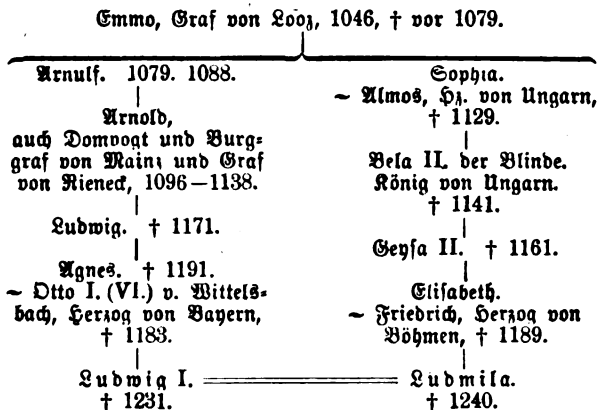 Emmo, Graf von Looz, 1046, † vor 1079.
Arnulf. 1079. 1088.
Arnold,
auch Domvogt und Burg=
graf von Mainz und Graf
von Rieneck, 1096–1138.
Ludwig. † 1171.
Agnes. † 1191.
~ Otto I. (VI.) v. Wittels=
bach, Herzog von Bayern,
† 1183.
Ludwig I.
† 1231.
Sophia.
~ Almos, Hz. von Ungarn,
† 1129.
Bela II. der Blinde.
König von Ungarn.
† 1141.
Geysa II. † 1161.
Elisabeth.
~ Friedrich, Herzog von
Böhmen, † 1189.
Ludmila.
† 1240.